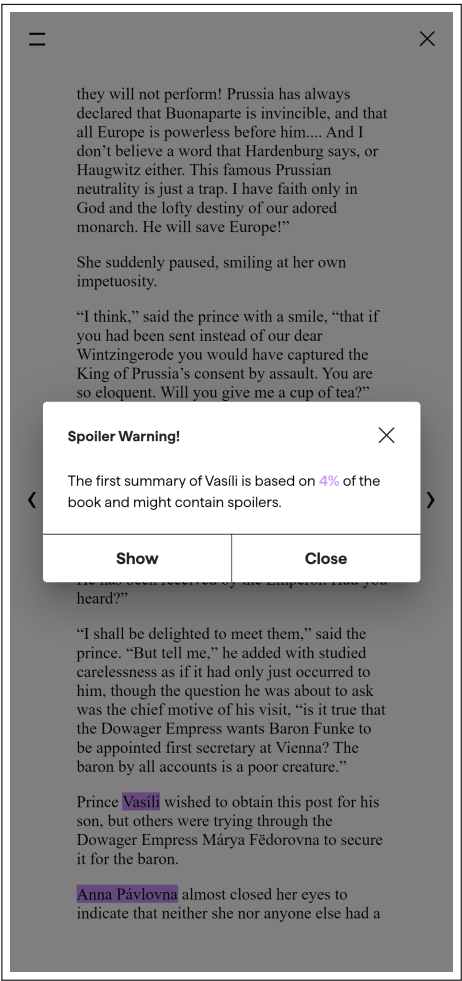 they will not perform! Prussia has always
declared that Buonaparte is invincible, and that
all Europe is powerless before him.... And I
don’t believe a word that Hardenburg says, or
Haugwitz either. This famous Prussian
neutrality is just a trap. I have faith only in
God and the lofty destiny of our adored
monarch. He will save Europe!”
She suddenly paused, smiling at her own
impetuosity.
“I think,” said the prince with a smile, “that if
you had been sent instead of our dear
Wintzingerode you would have captured the
King of Prussia’s consent by assault. You are
so eloquent. Will you give me a cup of tea?”
Spoiler Warning!
The first summary of Vasíli is based on 4% of the
book and might contain spoilers.
Show Close
He has been received by the Emperor. Had you
heard?”
“I shall be delighted to meet them,” said the
prince. “But tell me,” he added with studied
carelessness as if it had only just occurred to
him, though the question he was about to ask
was the chief motive of his visit, “is it true that
the Dowager Empress wants Baron Funke to
be appointed first secretary at Vienna? The
baron by all accounts is a poor creature.”
Prince Vasíli wished to obtain this post for his
son, but others were trying through the
Dowager Empress Márya Fëdorovna to secure
it for the baron.
Anna Pávlovna almost closed her eyes to
indicate that neither she nor anyone else had a